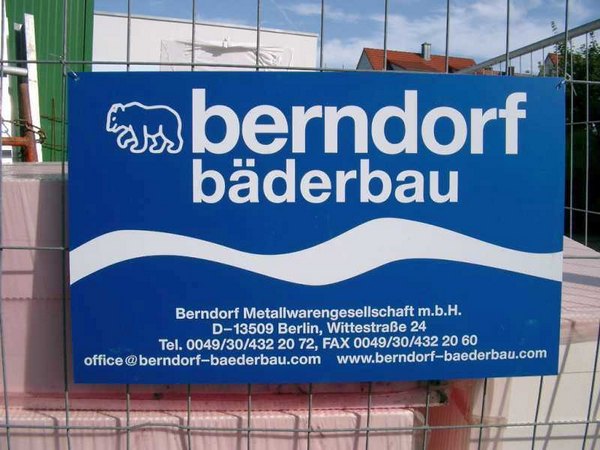 berndorf
bäderbau
Berndorf Metallwarengesellschaft m.b.H.
D-13509 Berlin, Wittestraße 24
Tel. 0049/30/432 20 72, FAX 0049/30/432 20 60
office@berndorf-baederbau.com www.berndorf-baederbau.com